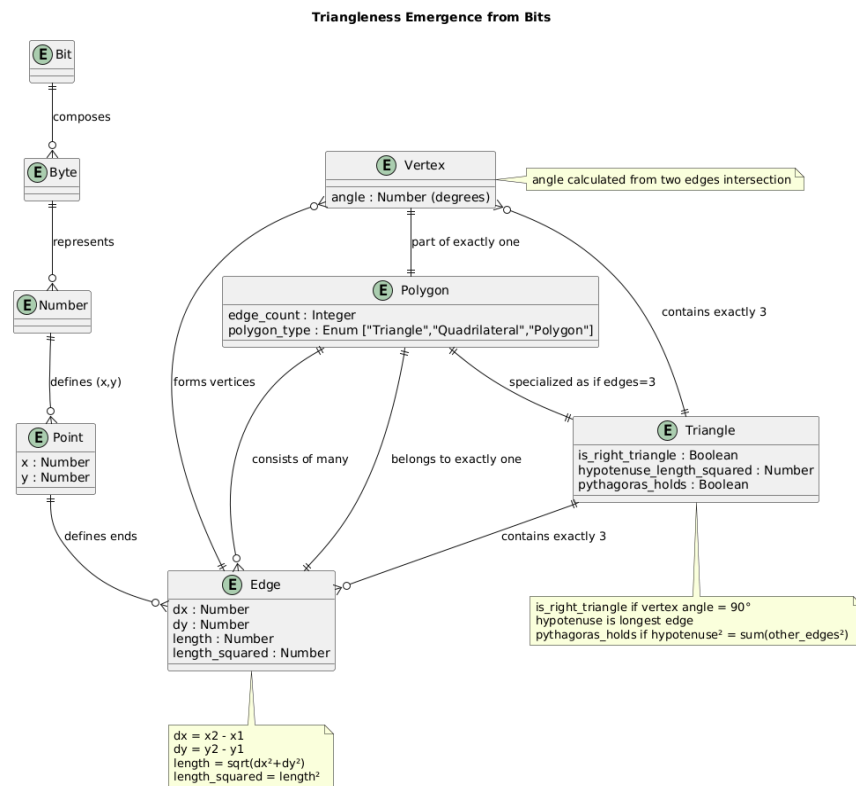 Triangleness Emergence from Bits
E Bit
composes
E Byte
represents
E Number
defines (x,y)
E Point
x : Number
y : Number
defines ends
E Vertex
angle : Number (degrees)
angle calculated from two edges intersection
part of exactly one
E Polygon
edge_count : Integer
polygon_type : Enum ["Triangle","Quadrilateral","Polygon"]
contains exactly 3
forms vertices
specialized as if edges=3
consists of many
belongs to exactly one
E Triangle
is_right_triangle : Boolean
hypotenuse_length_squared : Number
pythagoras_holds : Boolean
contains exactly 3
E Edge
dx : Number
dy : Number
length : Number
length_squared : Number
is_right_triangle if vertex angle = 90°
hypotenuse is longest edge
pythagoras_holds if hypotenuse² = sum(other_edges²)
dx = x2 - x1
dy = y2 - y1
length = sqrt(dx²+dy²)
length_squared = length²